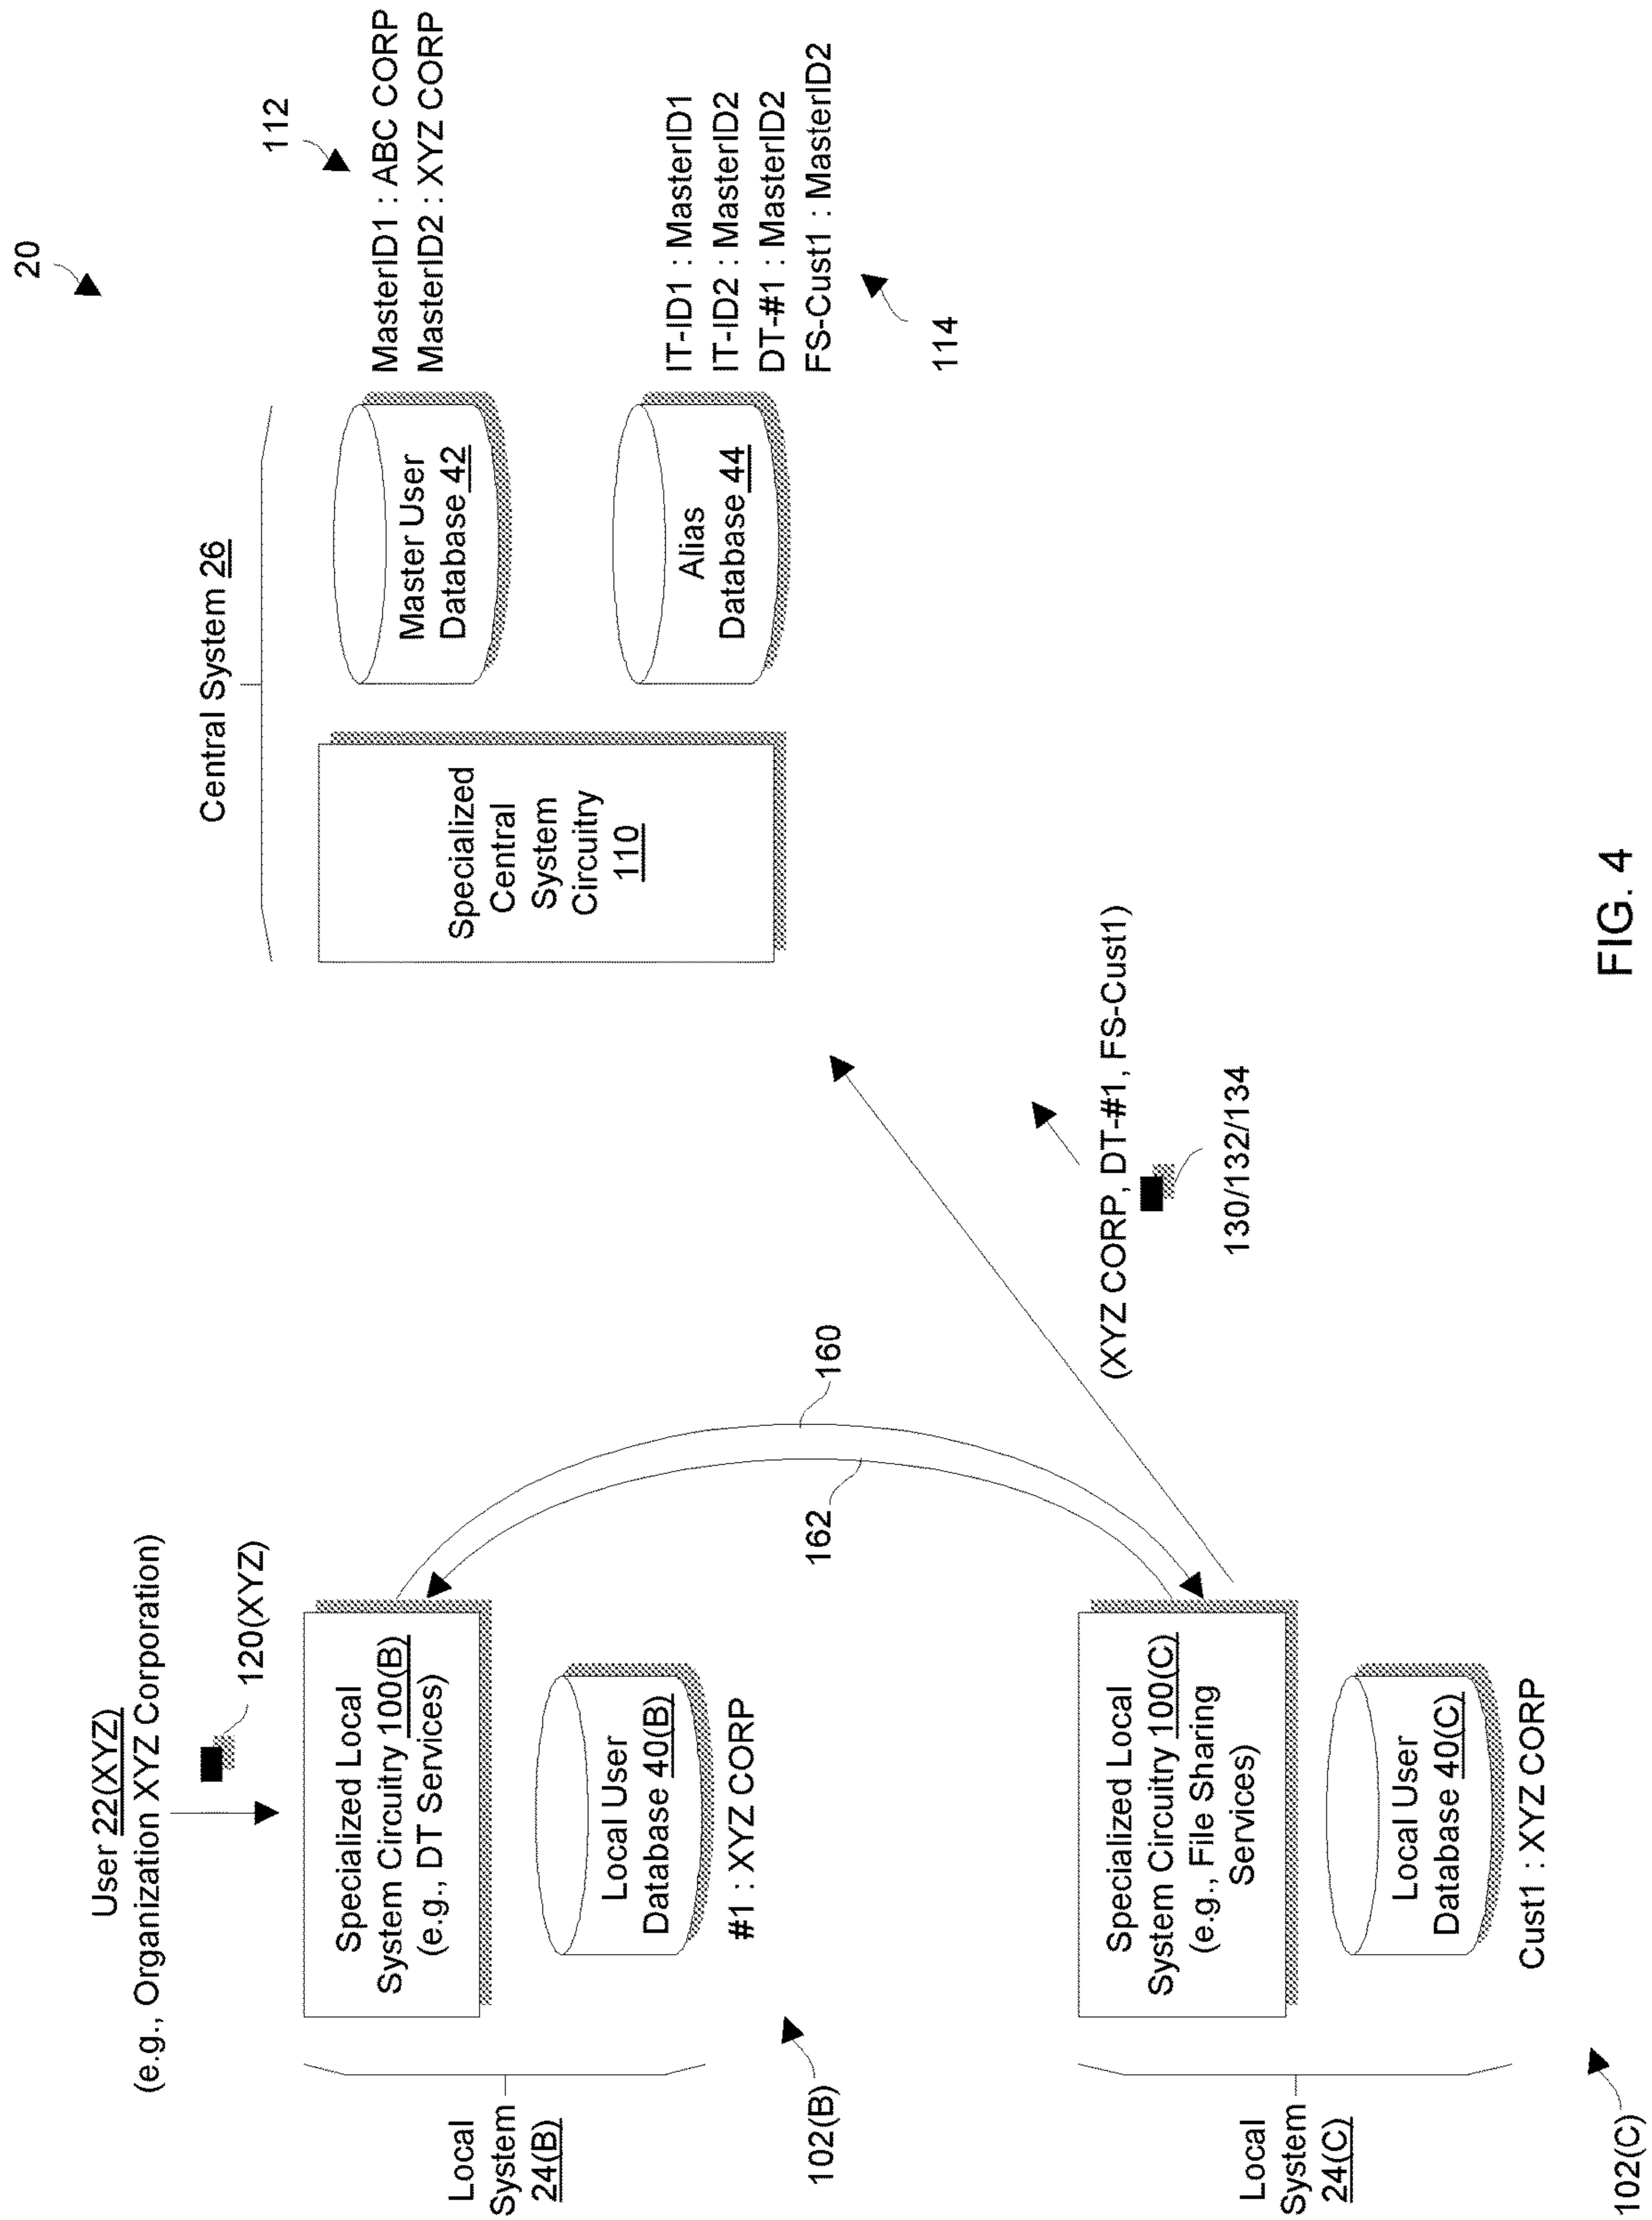 20
User 22(XYZ)
(e.g., Organization XYZ Corporation)
120(XYZ)
Local
System
24(B)
Specialized Local
System Circuitry 100(B)
(e.g., DT Services)
Local User
Database 40(B)
#1 : XYZ CORP
102(B)
160
162
Central System 26
Specialized
Central
System
Circuitry
110
Master User
Database 42
112
MasterID1 : ABC CORP
MasterID2 : XYZ CORP
Alias
Database 44
IT-ID1 : MasterID1
IT-ID2 : MasterID2
DT-#1 : MasterID2
FS-Cust1 : MasterID2
114
(XYZ CORP, DT-#1, FS-Cust1)
130/132/134
Local
System
24(C)
Specialized Local
System Circuitry 100(C)
(e.g., File Sharing
Services)
Local User
Database 40(C)
Cust1 : XYZ CORP
102(C)
FIG. 4